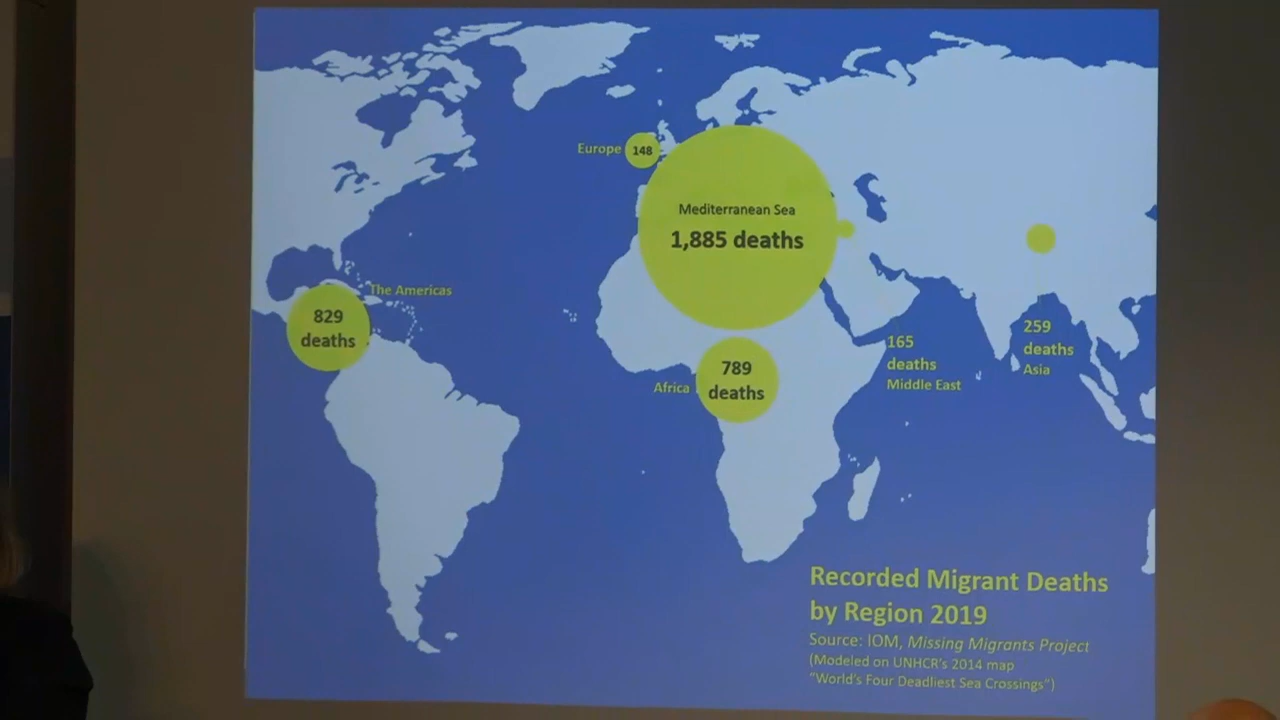 Europe 148
Mediterranean Sea
1,885 deaths
The Americas
829
deaths
165
deaths
Middle East
259
deaths
Asia
Africa
789
deaths
Recorded Migrant Deaths
by Region 2019
Source: IOM, Missing Migrants Project
(Modeled on UNHCR's 2014 map
"World's Four Deadliest Sea Crossings")